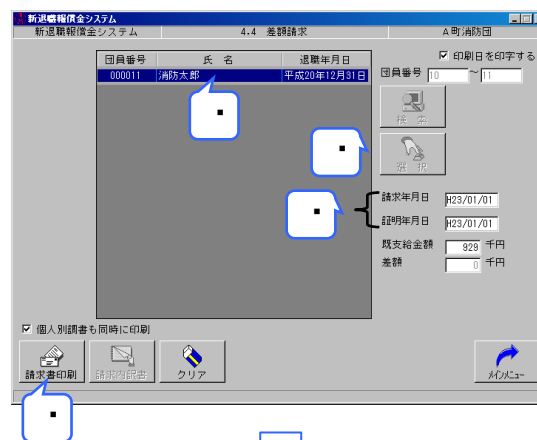 新退職報償金システム
新退職報償金システム 4.4 差額請求 A町消防団
団員番号 氏 名 退職年月日
000011 消防太郎 平成20年12月31日
☑ 印刷日を印字する
団員番号 10 ~ 11
検 索
選 択
請求年月日 H23/01/01
証明年月日 H23/01/01
既支給金額 929 千円
差額 0 千円
☑ 個人別調書も同時に印刷
請求書印刷 請求内訳書 クリア メインメニュー